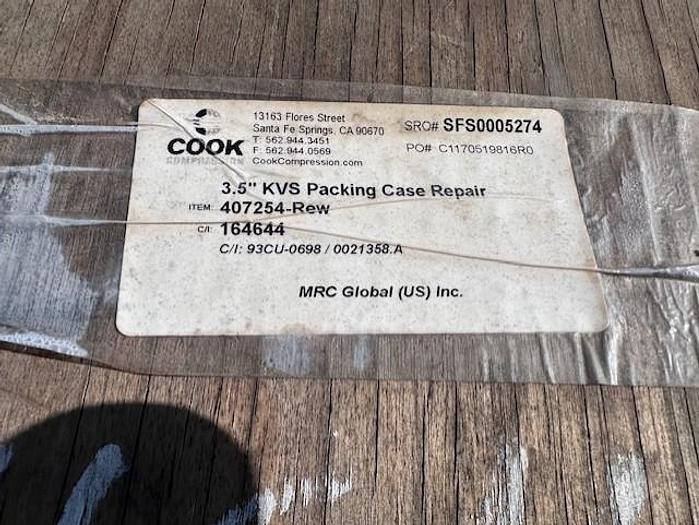 COOK
COMPRESSION
13163 Flores Street
Santa Fe Springs, CA 90670
T: 562.944.3451
F: 562.944.0569
CookCompression.com
SRO# SFS0005274
PO# C1170519816R0
3.5" KVS Packing Case Repair
ITEM: 407254-Rew
C/I: 164644
C/I: 93CU-0698 / 0021358.A
MRC Global (US) Inc.